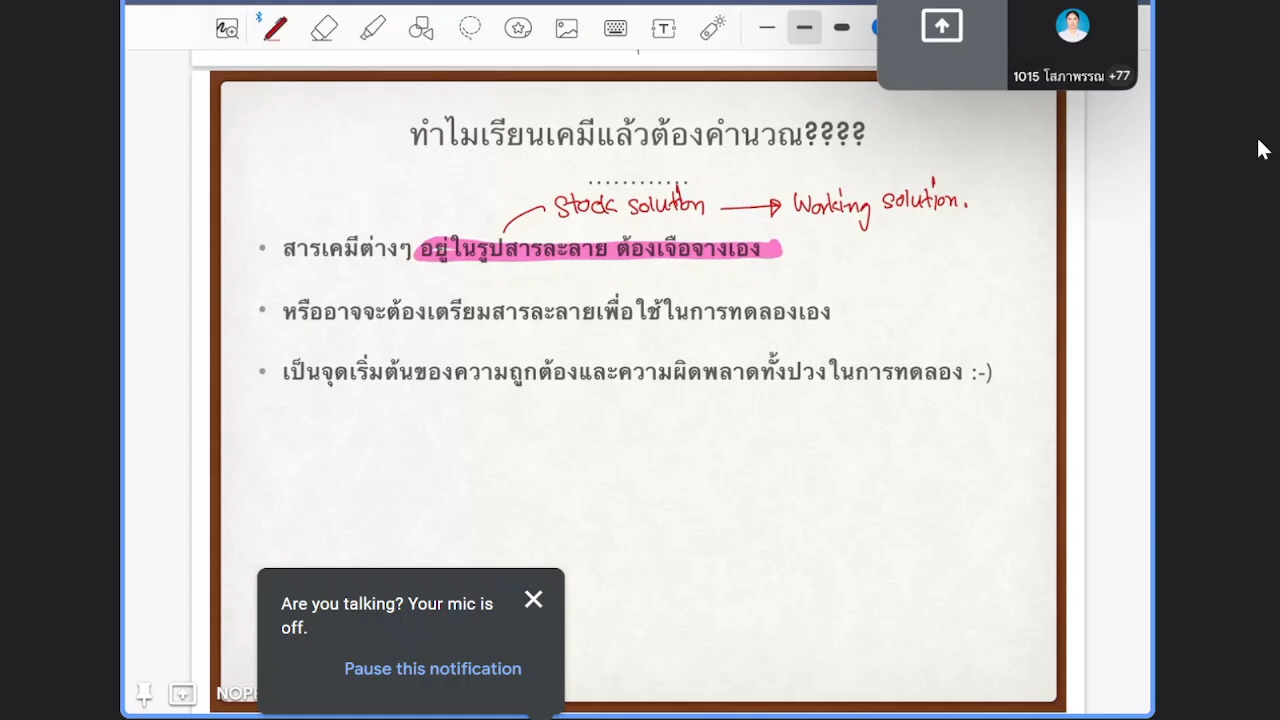 1015 โสภาพรรณ +77
ทำไมเรียนเคมีแล้วต้องคำนวณ????
............
Stock solution → Working solution.
• สารเคมีต่างๆ อยู่ในรูปสารละลาย ต้องเจือจางเอง
• หรืออาจจะต้องเตรียมสารละลายเพื่อใช้ในการทดลองเอง
• เป็นจุดเริ่มต้นของความถูกต้องและความผิดพลาดทั้งปวงในการทดลอง :-)
Are you talking? Your mic is
off.
Pause this notification